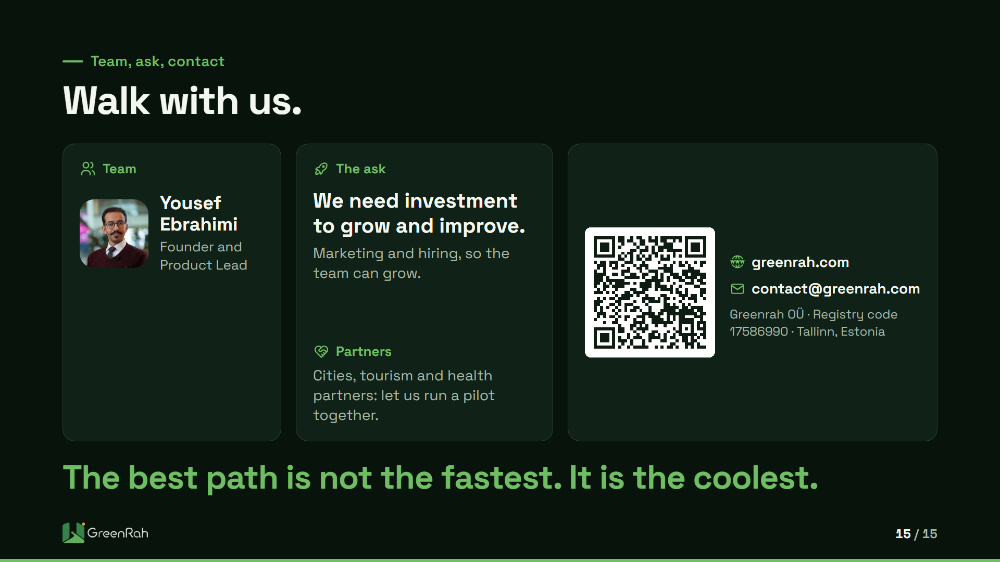 Team, ask, contact
Walk with us.
Team
Yousef
Ebrahimi
Founder and
Product Lead
The ask
We need investment
to grow and improve.
Marketing and hiring, so the
team can grow.
Partners
Cities, tourism and health
partners: let us run a pilot
together.
www greenrah.com
contact@greenrah.com
Greenrah OÜ · Registry code
17586990 · Tallinn, Estonia
The best path is not the fastest. It is the coolest.
GreenRah
15 / 15